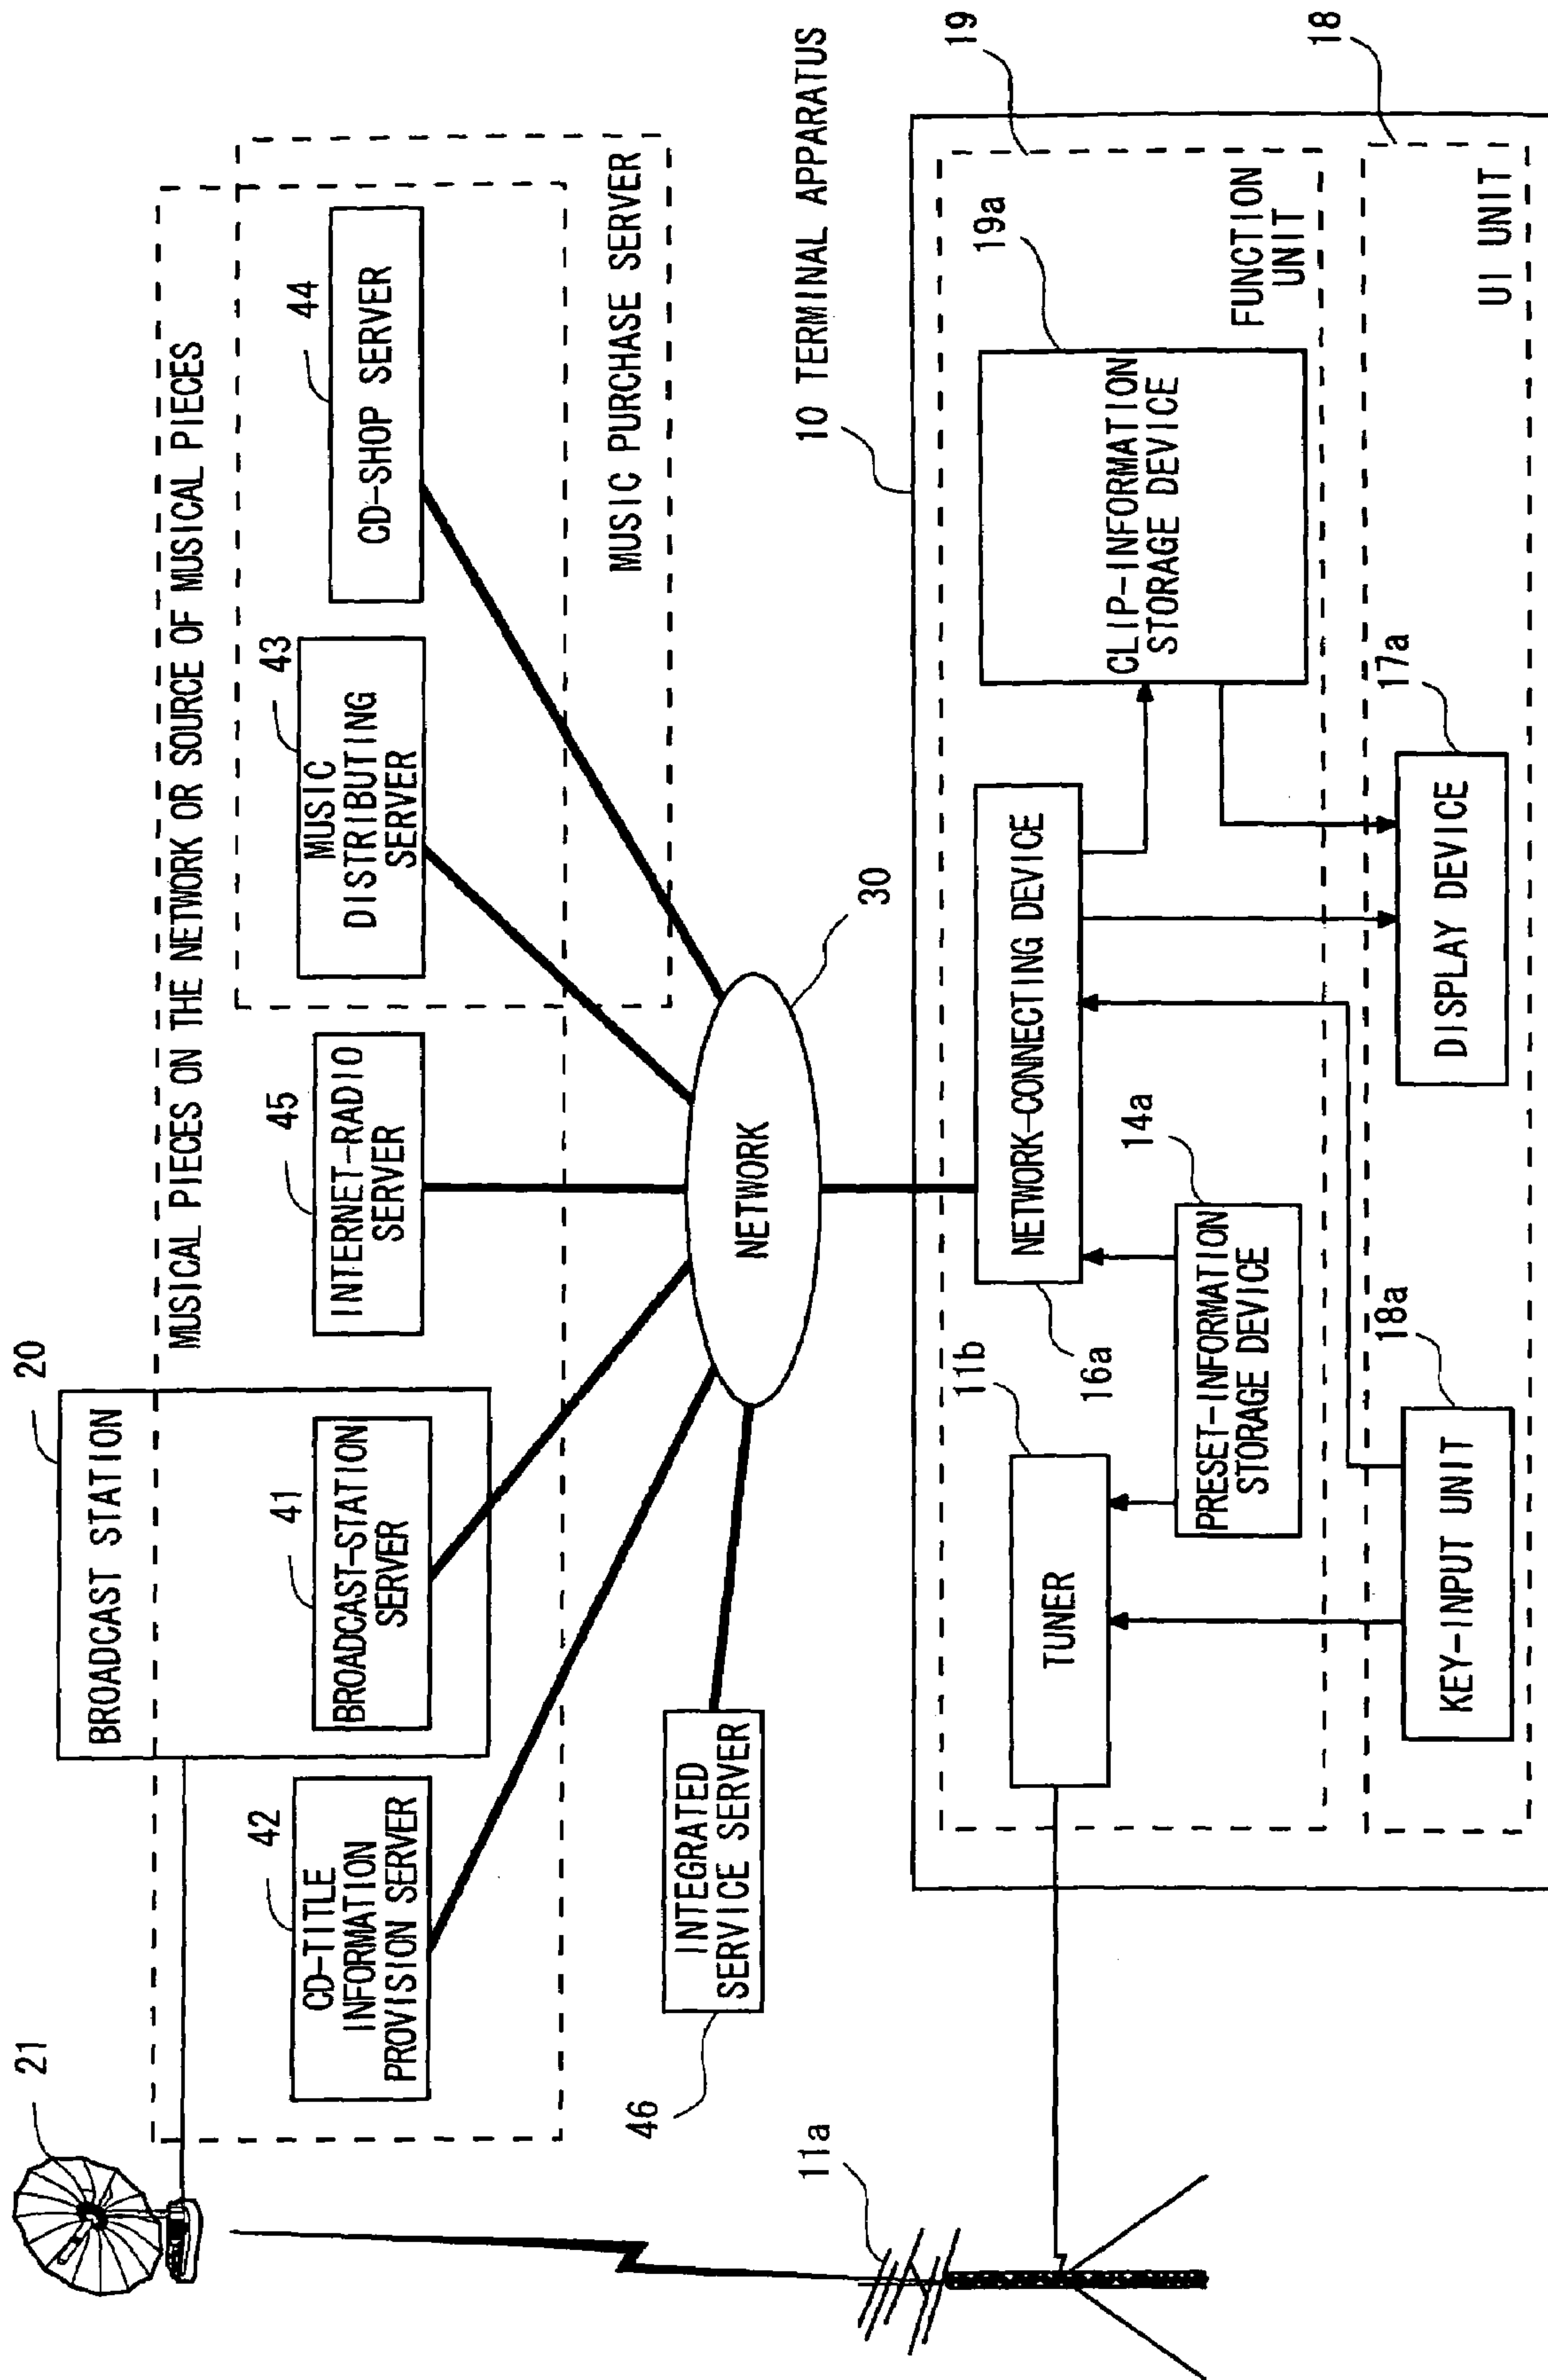 21
20
BROADCAST STATION
MUSICAL PIECES ON THE NETWORK OR SOURCE OF MUSICAL PIECES
42
CD-TITLE
INFORMATION
PROVISION SERVER
41
BROADCAST-STATION
SERVER
45
INTERNET-RADIO
SERVER
43
MUSIC
DISTRIBUTING
SERVER
44
CD-SHOP SERVER
MUSIC PURCHASE SERVER
46
INTEGRATED
SERVICE SERVER
NETWORK
30
10 TERMINAL APPARATUS
11a
11b
TUNER
16a
NETWORK-CONNECTING DEVICE
14a
PRESET-INFORMATION
STORAGE DEVICE
19a
CLIP-INFORMATION
STORAGE DEVICE
19
FUNCTION
UNIT
18a
KEY-INPUT UNIT
17a
DISPLAY DEVICE
18
UI UNIT